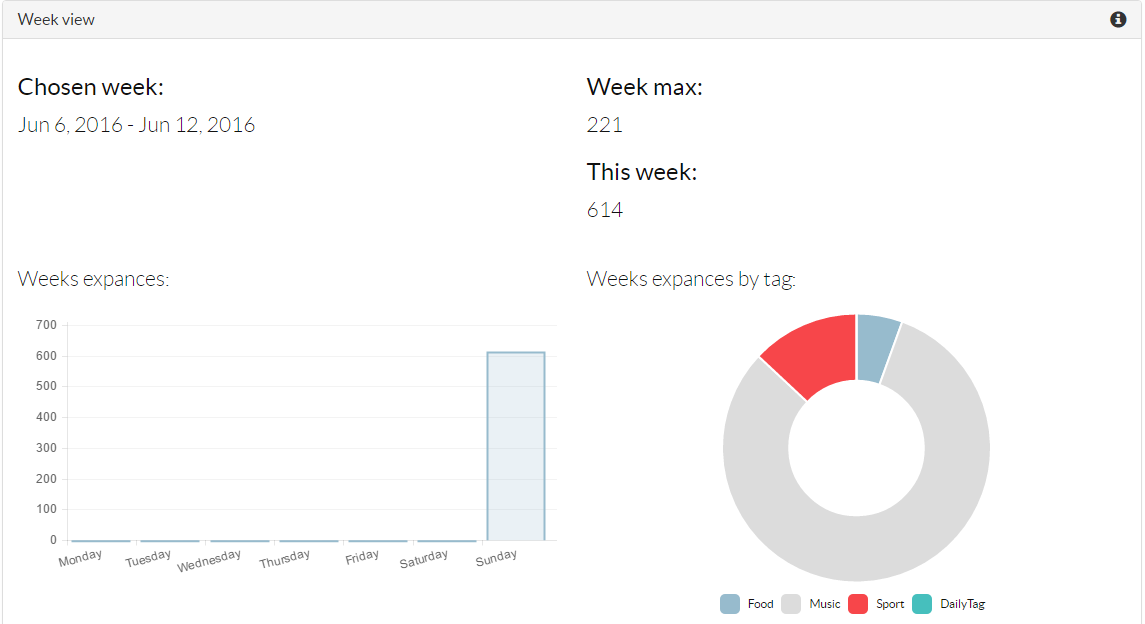 Week view
Chosen week:
Jun 6, 2016 - Jun 12, 2016
Week max:
221
This week:
614
Weeks expances:
700
600
500
400
300
200
100
0
Monday Tuesday Wednesday Thursday Friday Saturday Sunday
Weeks expances by tag:
Food Music Sport DailyTag